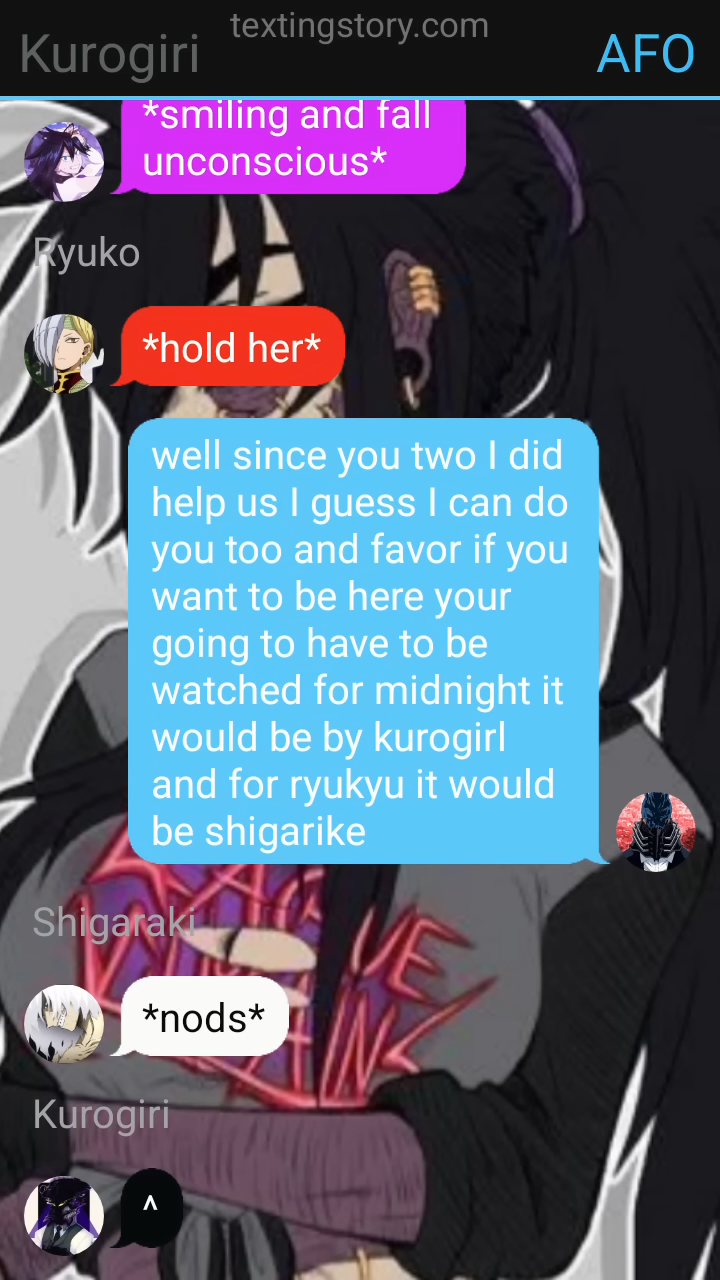 textingstory.com
Kurogiri
AFO
*smiling and fall
unconscious*
Ryuko
*hold her*
well since you two I did
help us I guess I can do
you too and favor if you
want to be here your
going to have to be
watched for midnight it
would be by kurogirl
and for ryukyu it would
be shigarike
Shigaraki
*nods*
Kurogiri
^